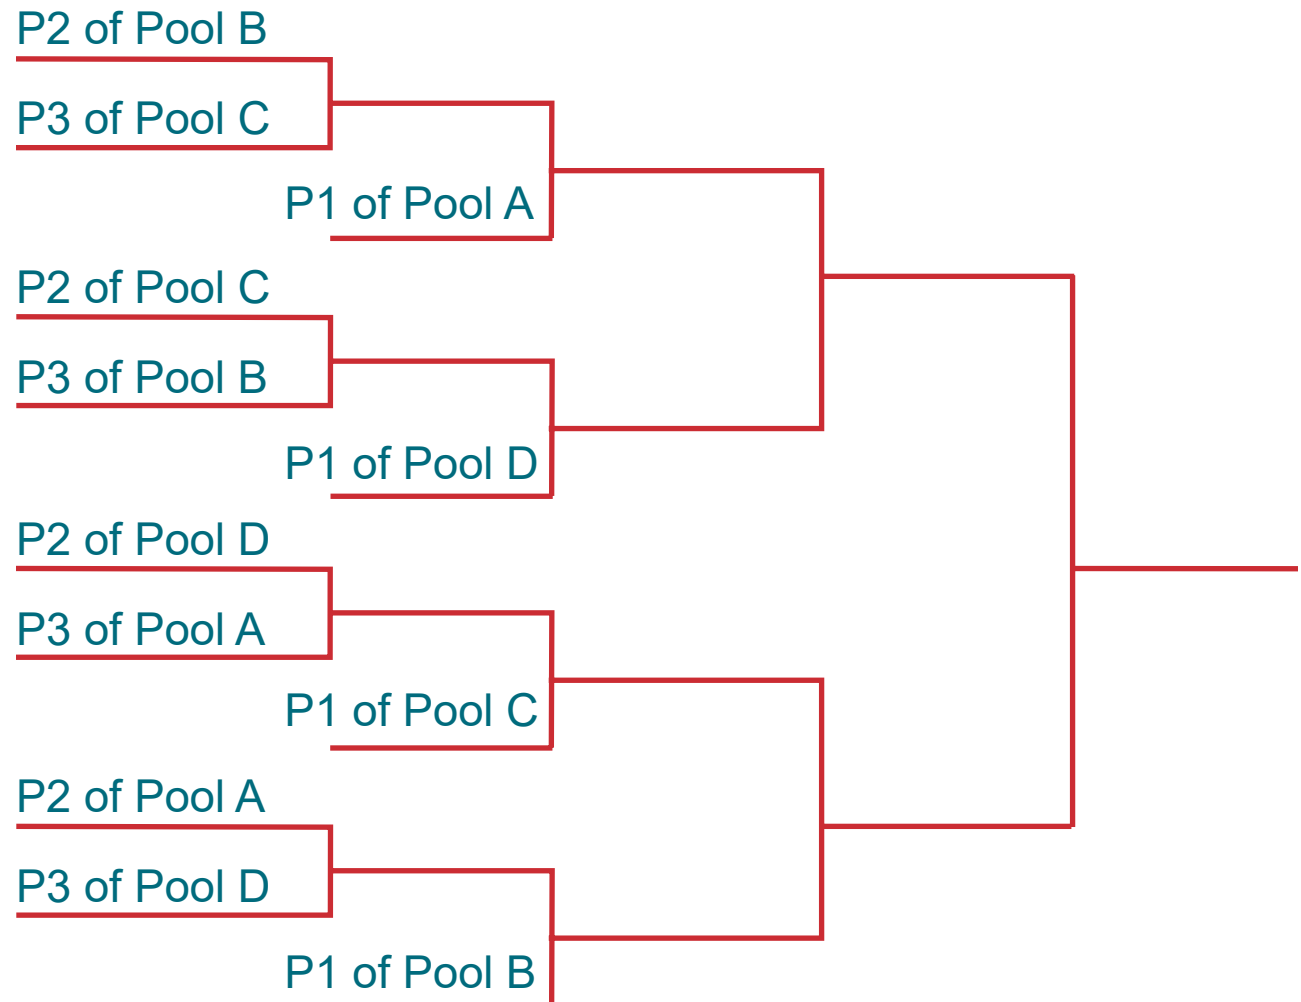 P2 of Pool B
P3 of Pool C
P1 of Pool A
P2 of Pool C
P3 of Pool B
P1 of Pool D
P2 of Pool D
P3 of Pool A
P1 of Pool C
P2 of Pool A
P3 of Pool D
P1 of Pool B